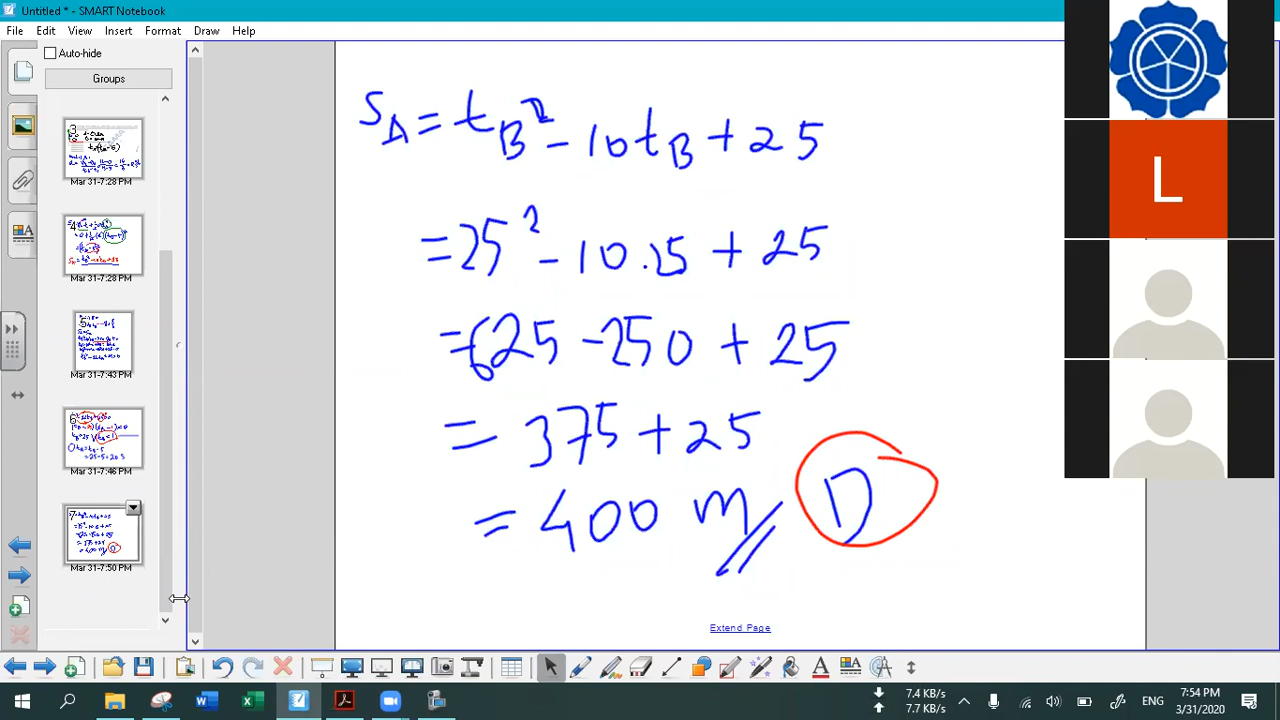 Untitled * - SMART Notebook
File Edit View Insert Format Draw Help
Auto-hide
Groups
Mar 31-7:28 PM
Mar 31-7:28 PM
Mar 31-7:43 PM
Mar 31-7:46 PM
Mar 31-7:50 PM
S_A = t_B² - 10t_B + 25
= 25² - 10.25 + 25
= 625 - 250 + 25
= 375 + 25
= 400 m D
Extend Page
L
7.4 KB/s
7.7 KB/s
ENG
7:54 PM
3/31/2020